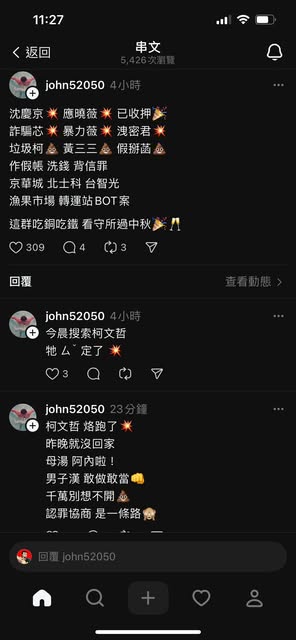 11:27
返回
串文
5,426次瀏覽
john52050 4小時
沈慶京💥 應曉薇💥 已收押🎉
詐騙芯💥 暴力薇💥 洩密君💥
垃圾柯💩 黃三三💩 假掰菡💩
作假帳 洗錢 背信罪
京華城 北士科 台智光
漁果市場 轉運站BOT案
這群吃銅吃鐵 看守所過中秋🎉🥂
309 4 3
回覆
查看動態
john52050 4小時
今晨搜索柯文哲
牠 ㄙˇ 定了 💥
3
john52050 23分鐘
柯文哲 烙跑了💥
昨晚就沒回家
母湯 阿內啦！
男子漢 敢做敢當👊
千萬別想不開💩
認罪協商 是一條路🙈
回覆 john52050